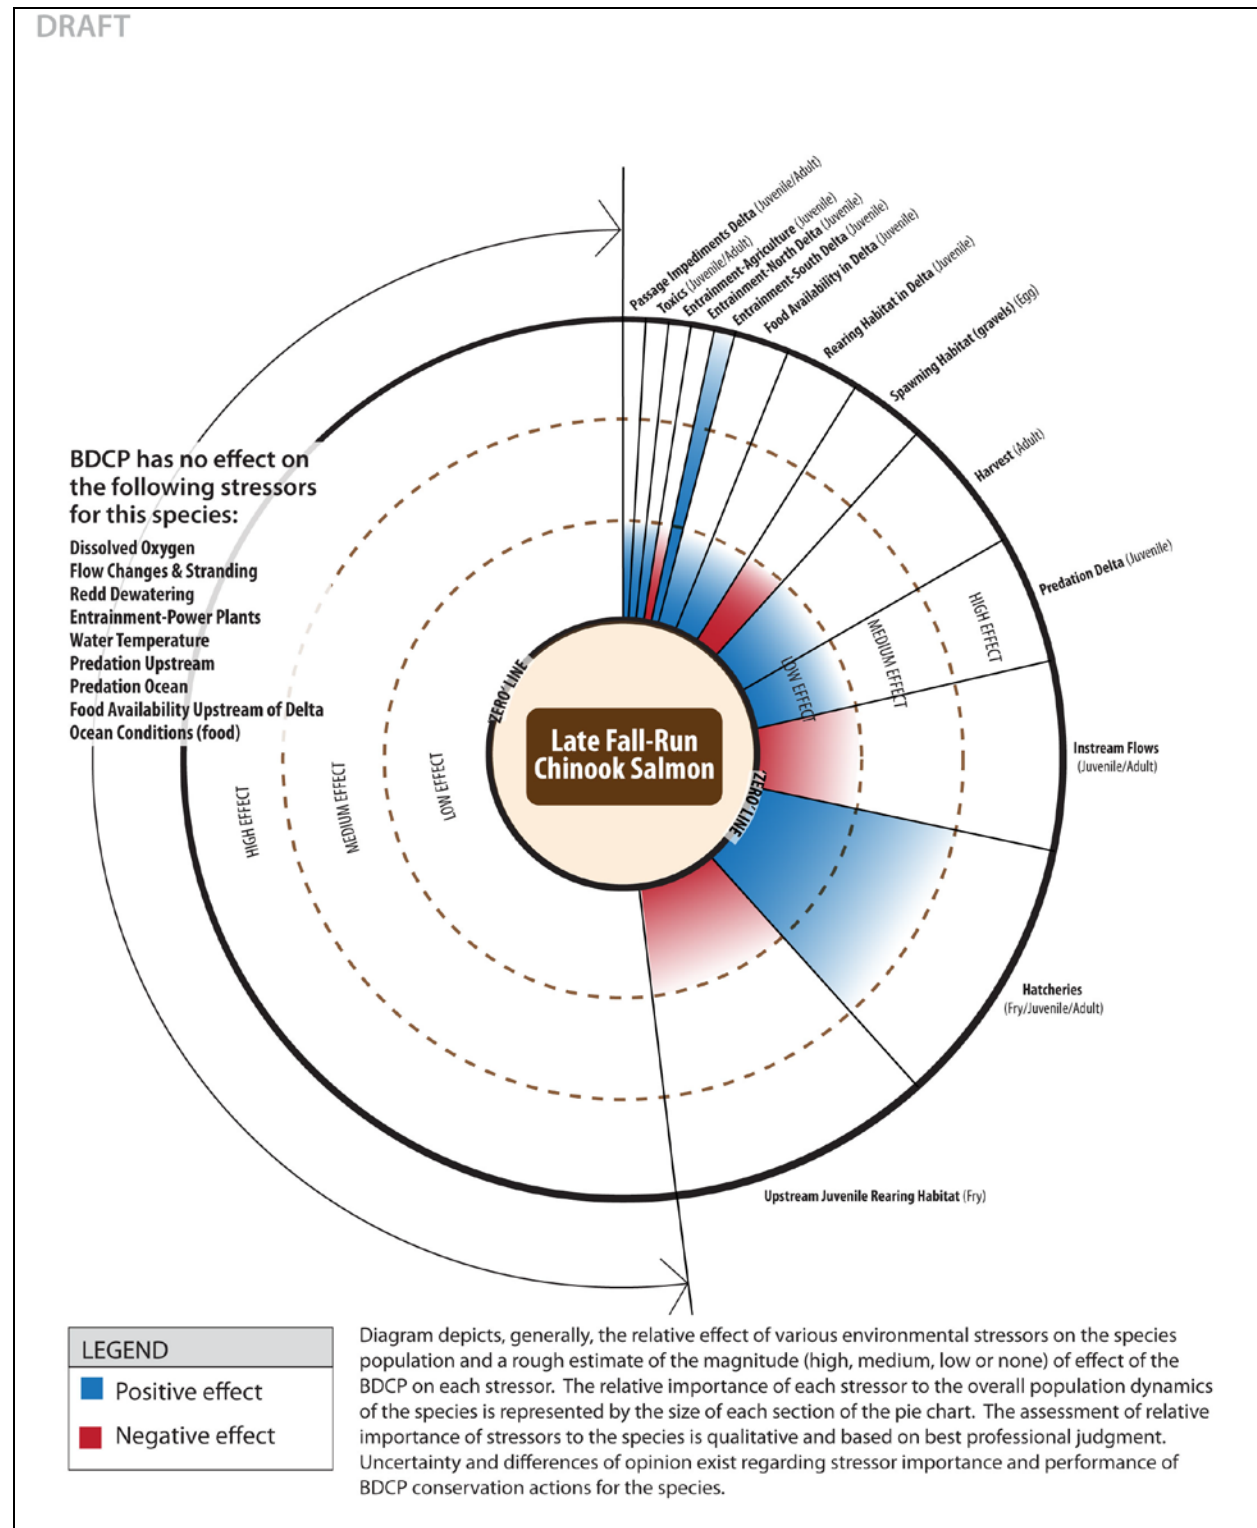 DRAFT
Passage Impediments Delta (Juvenile/Adult)
Toxics (Juvenile/Adult)
Entrainment-Agriculture (Juvenile)
Entrainment-North Delta (Juvenile)
Entrainment-South Delta (Juvenile)
Food Availability in Delta (Juvenile)
Rearing Habitat in Delta (Juvenile)
Spawning Habitat (gravels) (Egg)
Harvest (Adult)
Predation Delta (Juvenile)
HIGH EFFECT
MEDIUM EFFECT
LOW EFFECT
BDCP has no effect on
the following stressors
for this species:
Dissolved Oxygen
Flow Changes & Stranding
Redd Dewatering
Entrainment-Power Plants
Water Temperature
Predation Upstream
Predation Ocean
Food Availability Upstream of Delta
Ocean Conditions (food)
HIGH EFFECT
MEDIUM EFFECT
LOW EFFECT
ZERO LINE
Late Fall-Run
Chinook Salmon
ZERO LINE
Instream Flows
(Juvenile/Adult)
Hatcheries
(Fry/Juvenile/Adult)
Upstream Juvenile Rearing Habitat (Fry)
LEGEND
Positive effect
Negative effect
Diagram depicts, generally, the relative effect of various environmental stressors on the species
population and a rough estimate of the magnitude (high, medium, low or none) of effect of the
BDCP on each stressor. The relative importance of each stressor to the overall population dynamics
of the species is represented by the size of each section of the pie chart. The assessment of relative
importance of stressors to the species is qualitative and based on best professional judgment.
Uncertainty and differences of opinion exist regarding stressor importance and performance of
BDCP conservation actions for the species.